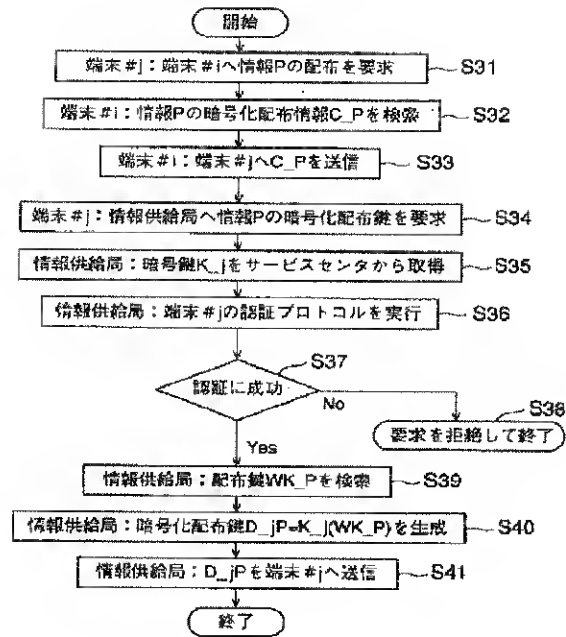 開始
端末#j:端末#iへ情報Pの配布を要求 S31
端末#i:情報Pの暗号化配布情報C_Pを検索 S32
端末#i:端末#jへC_Pを送信 S33
端末#j:情報供給局へ情報Pの暗号化配布鍵を要求 S34
情報供給局:暗号鍵K_jをサービスセンタから取得 S35
情報供給局:端末#jの認証プロトコルを実行 S36
S37
認証に成功
No
S38
要求を拒絶して終了
Yes
情報供給局:配布鍵WK_Pを検索 S39
情報供給局:暗号化配布鍵D_jP=K_j(WK_P)を生成 S40
情報供給局:D_jPを端末#jへ送信 S41
終了